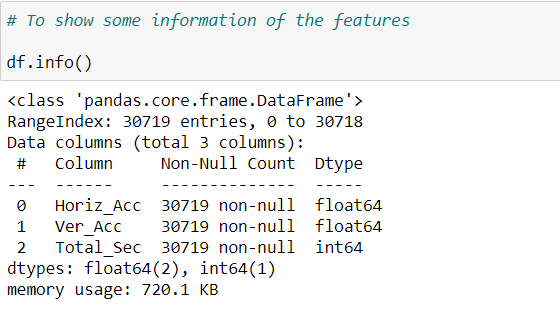 # To show some information of the features
df.info()
<class 'pandas.core.frame.DataFrame'>
RangeIndex: 30719 entries, 0 to 30718
Data columns (total 3 columns):
 #   Column     Non-Null Count  Dtype
---  ------     --------------  -----
 0   Horiz_Acc  30719 non-null  float64
 1   Ver_Acc    30719 non-null  float64
 2   Total_Sec  30719 non-null  int64
dtypes: float64(2), int64(1)
memory usage: 720.1 KB